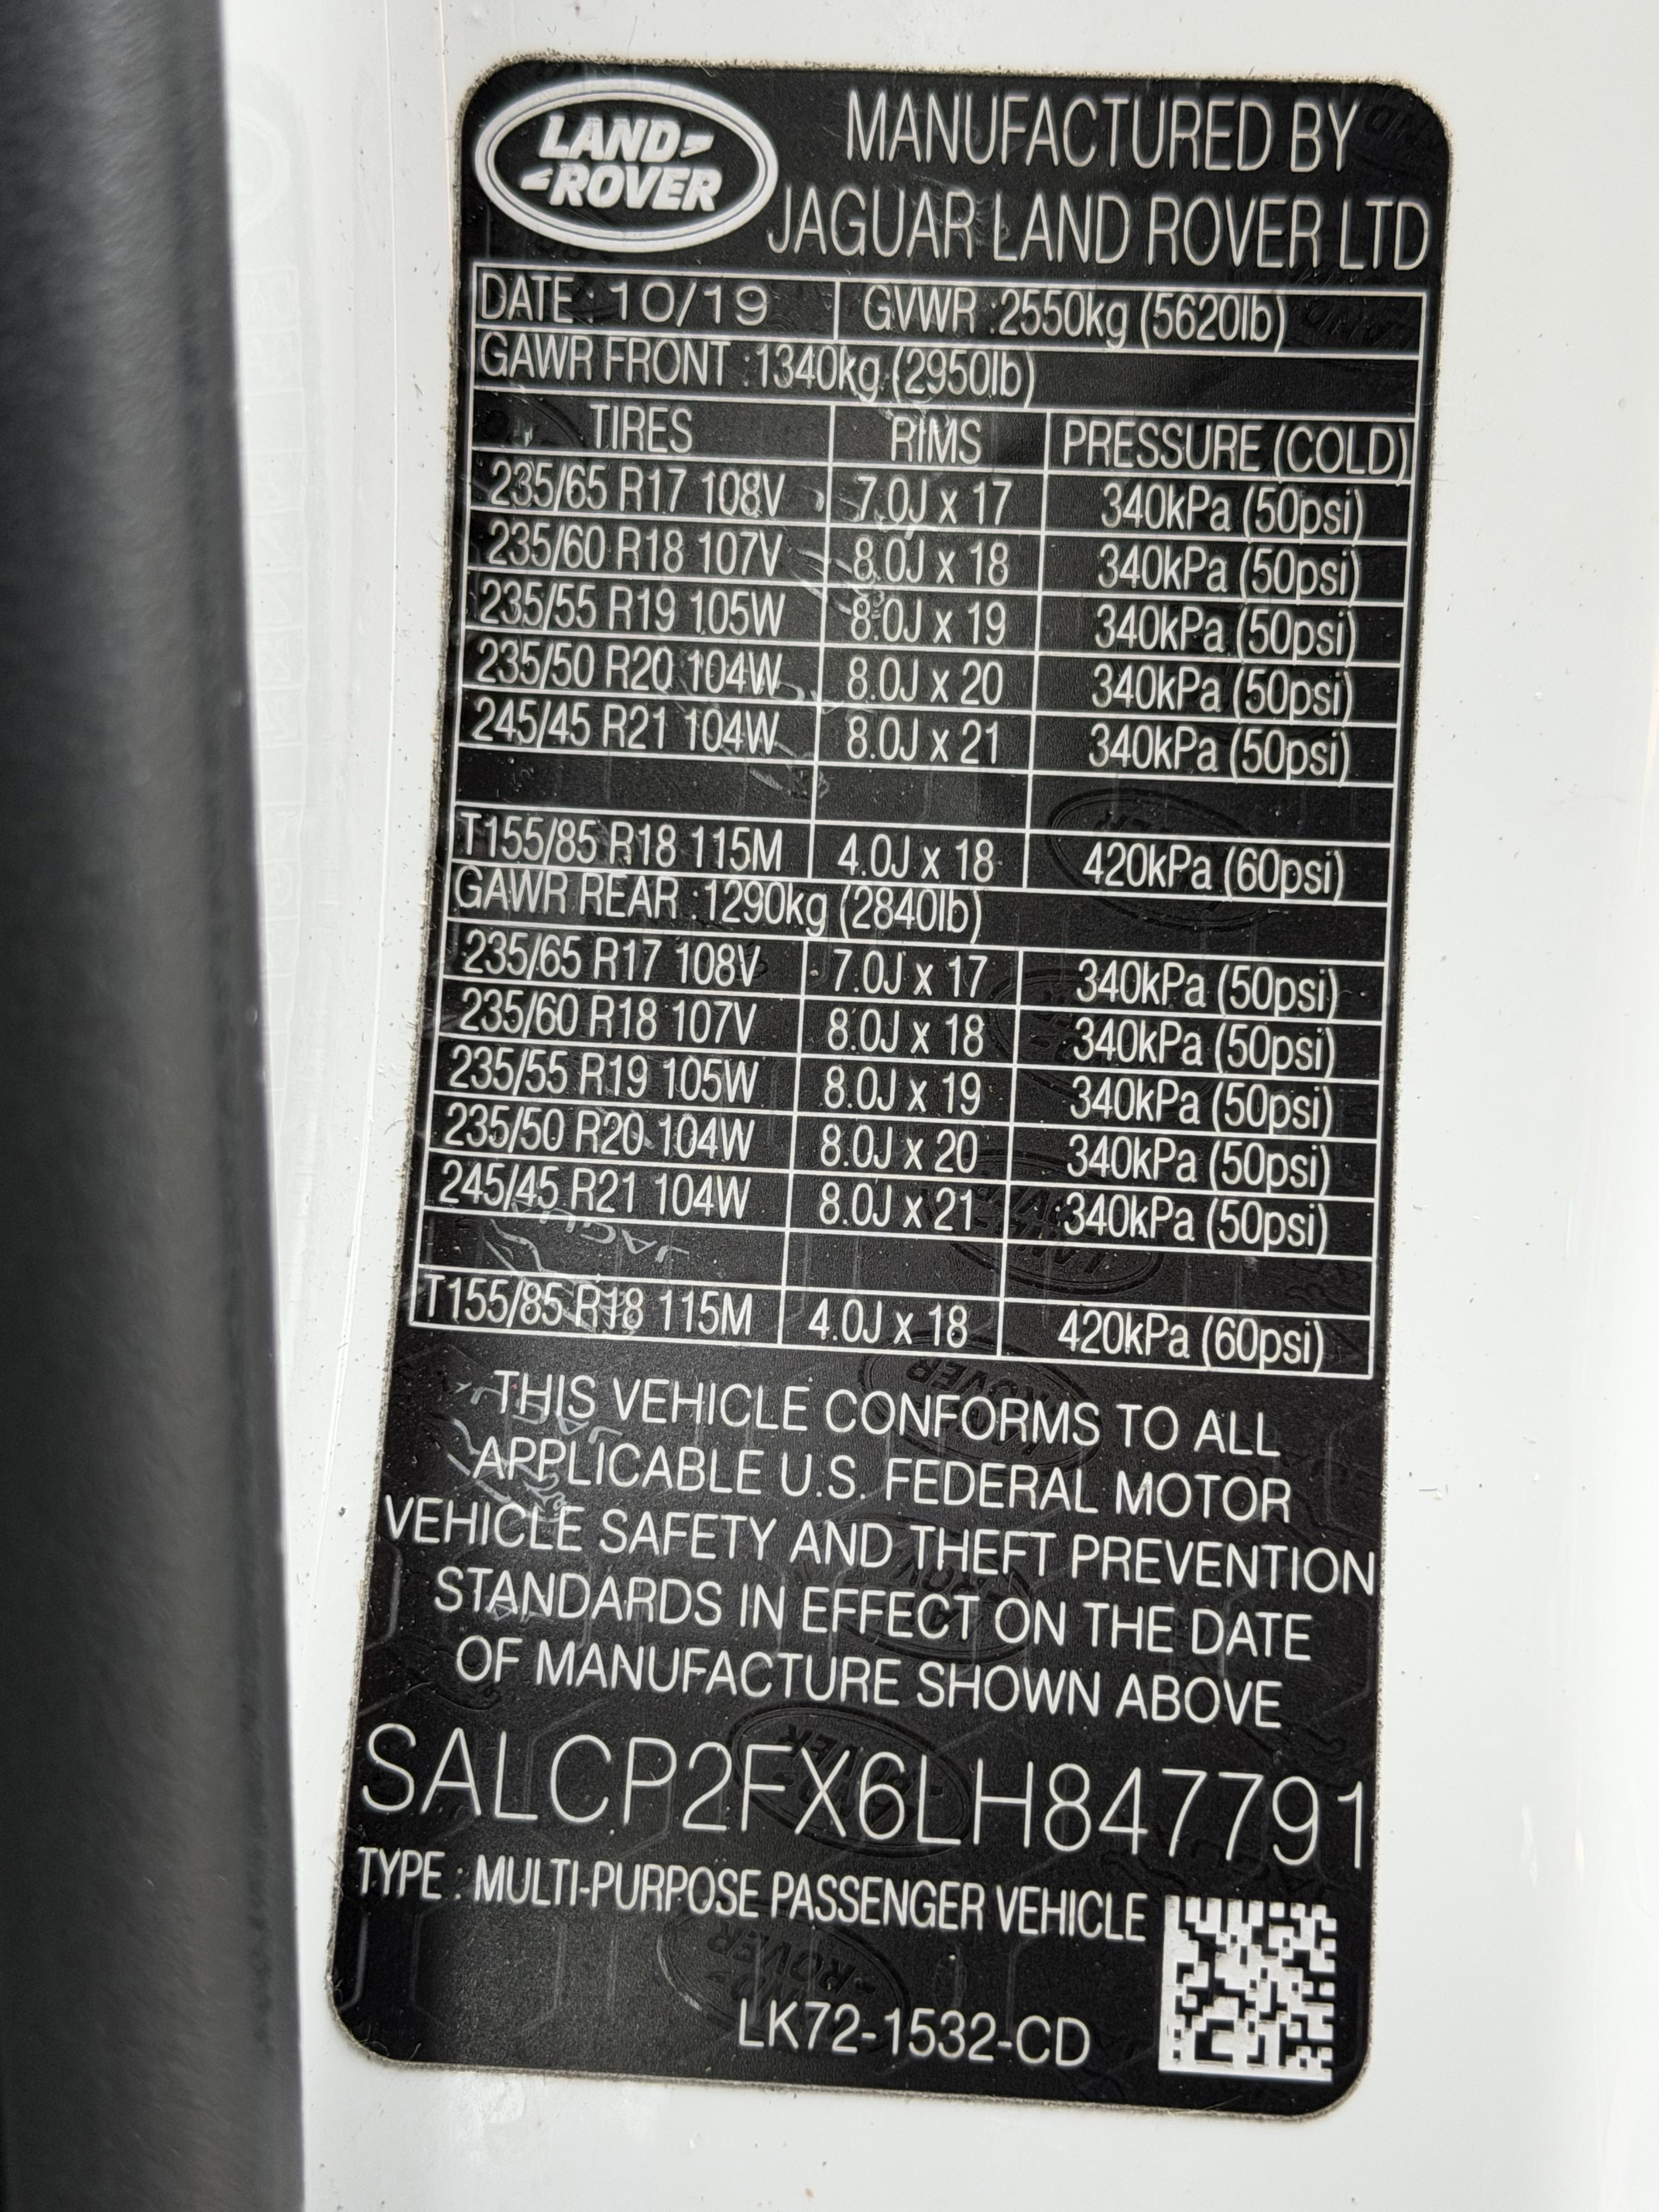 LAND-
-ROVER
MANUFACTURED BY
JAGUAR LAND ROVER LTD
DATE: 10/19 GVWR :2550kg (5620lb)
GAWR FRONT :1340kg (2950lb)
TIRES RIMS PRESSURE (COLD)
235/65 R17 108V 7.0J x 17 340kPa (50psi)
235/60 R18 107V 8.0J x 18 340kPa (50psi)
235/55 R19 105W 8.0J x 19 340kPa (50psi)
235/50 R20 104W 8.0J x 20 340kPa (50psi)
245/45 R21 104W 8.0J x 21 340kPa (50psi)
T155/85 R18 115M 4.0J x 18 420kPa (60psi)
GAWR REAR :1290kg (2840lb)
235/65 R17 108V 7.0J x 17 340kPa (50psi)
235/60 R18 107V 8.0J x 18 340kPa (50psi)
235/55 R19 105W 8.0J x 19 340kPa (50psi)
235/50 R20 104W 8.0J x 20 340kPa (50psi)
245/45 R21 104W 8.0J x 21 340kPa (50psi)
T155/85 R18 115M 4.0J x 18 420kPa (60psi)
THIS VEHICLE CONFORMS TO ALL
APPLICABLE U.S. FEDERAL MOTOR
VEHICLE SAFETY AND THEFT PREVENTION
STANDARDS IN EFFECT ON THE DATE
OF MANUFACTURE SHOWN ABOVE
SALCP2FX6LH847791
TYPE : MULTI-PURPOSE PASSENGER VEHICLE
LK72-1532-CD